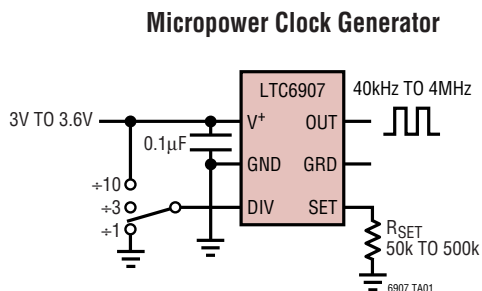 Micropower Clock Generator
LTC6907
40kHz TO 4MHz
3V TO 3.6V
V+
OUT
0.1µF
GND
GRD
÷10
÷3
÷1
DIV
SET
RSET
50k TO 500k
6907 TA01